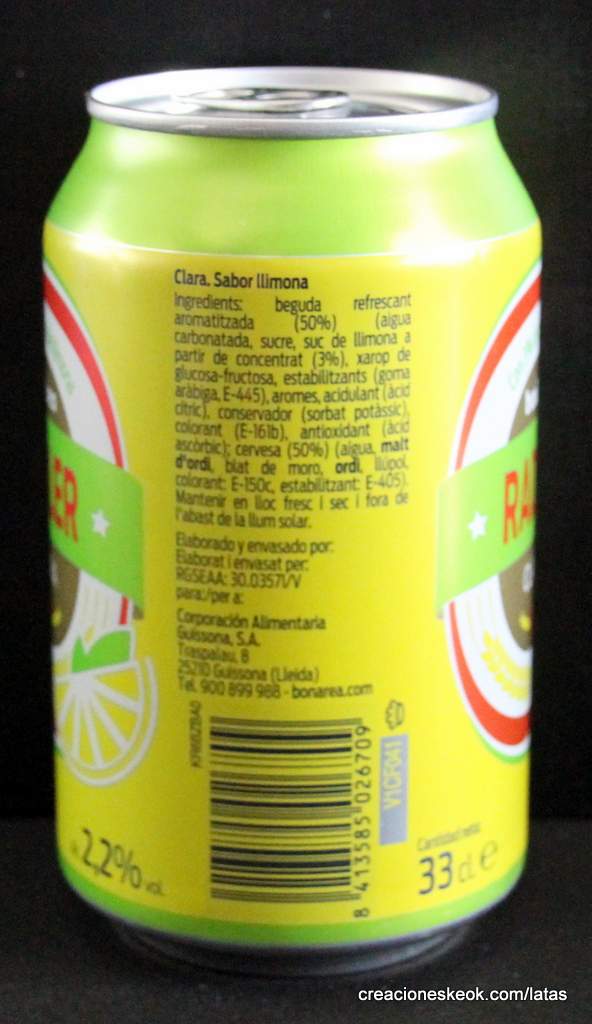 Clara. Sabor llimona
Ingredients: beguda refrescant
aromatitzada (50%) (aigua
carbonatada, sucre, suc de llimona a
partir de concentrat (3%), xarop de
glucosa-fructosa, estabilitzants (goma
aràbiga, E-445), aromes, acidulant (àcid
cítric), conservador (sorbat potàssic),
colorant (E-161b), antioxidant (àcid
ascòrbic); cervesa (50%) (aigua, malt
d'ordi, blat de moro, ordi, llúpol,
colorant: E-150c, estabilitzant: E-405).
Mantenir en lloc fresc i sec i fora de
l'abast de la llum solar.
Elaborado y envasado por:
Elaborat i envasat per:
RGSEAA: 30.03571/V
para:/per a:
Corporación Alimentaria
Guissona, S.A.
Traspalau, 8
25210 Guissona (Lleida)
Tel. 900 899 988 - bonarea.com
8 413585 026709
V1CF041
2,2% vol.
Cantidad neta:
33 cl. e
LER
RA
creacioneskeok.com/latas